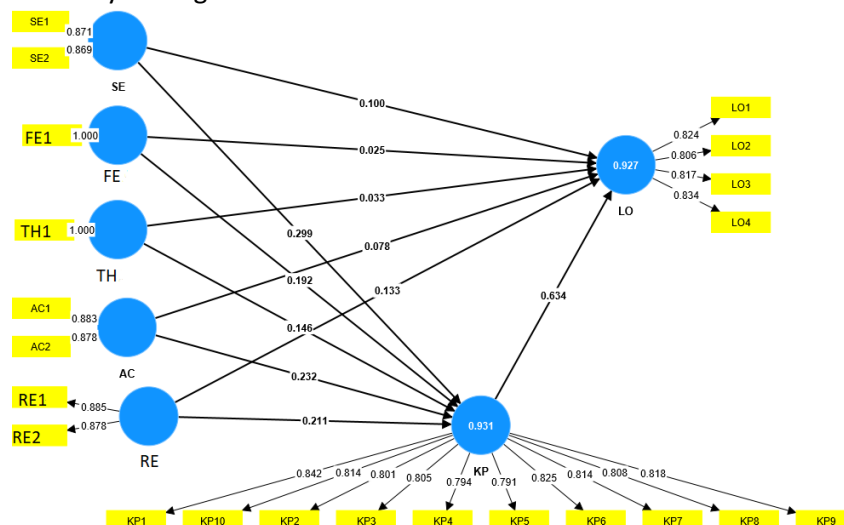 SE1
0.871
SE2
0.869
SE
FE1
1.000
FE
TH1
1.000
TH
AC1
0.883
AC2
0.878
AC
RE1
0.885
RE2
0.878
RE
0.100
0.025
0.033
0.299
0.078
0.192
0.133
0.146
0.232
0.211
0.634
0.927
LO
0.824
LO1
0.806
LO2
0.817
LO3
0.834
LO4
0.931
KP
0.842 0.814 0.801 0.805 0.794 0.791 0.825 0.814 0.808 0.818
KP1 KP10 KP2 KP3 KP4 KP5 KP6 KP7 KP8 KP9